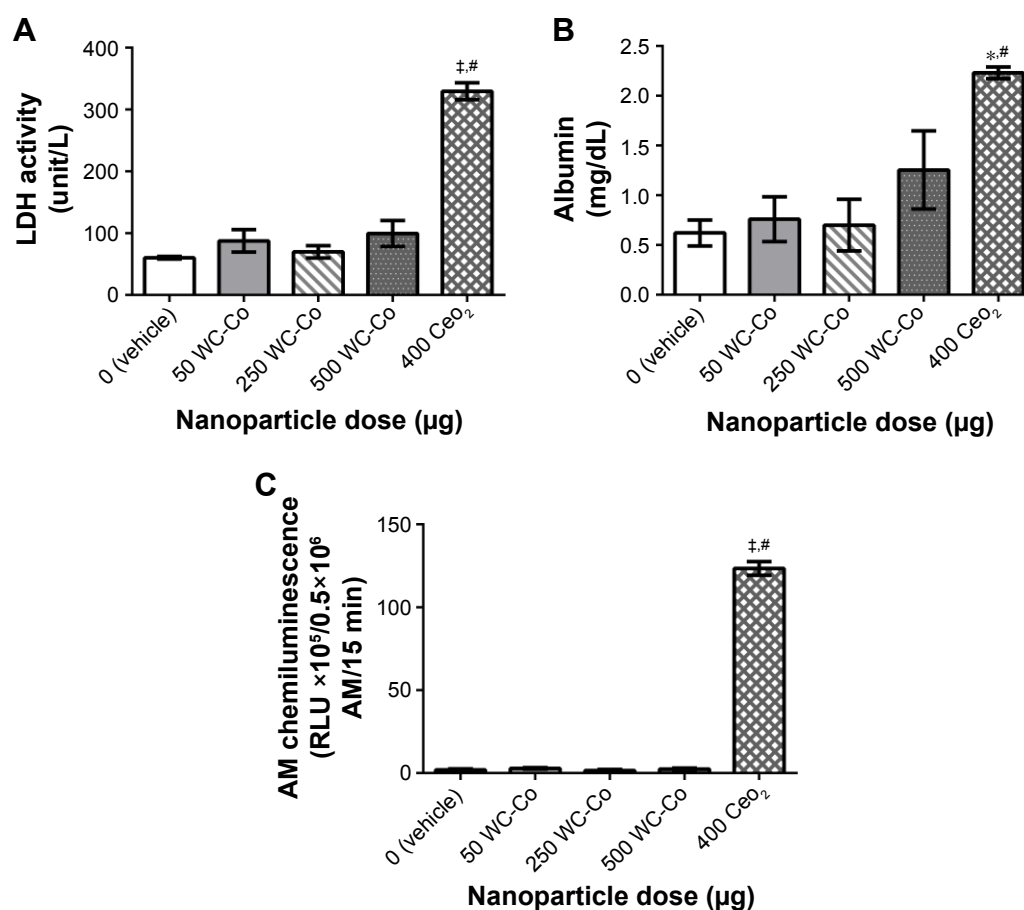 A
LDH activity
(unit/L)
400
300
200
100
0
‡,#
0 (vehicle)
50 WC-Co
250 WC-Co
500 WC-Co
400 Ceo₂
Nanoparticle dose (µg)
B
Albumin
(mg/dL)
2.5
2.0
1.5
1.0
0.5
0.0
*,#
0 (vehicle)
50 WC-Co
250 WC-Co
500 WC-Co
400 Ceo₂
Nanoparticle dose (µg)
C
AM chemiluminescence
(RLU ×10⁵/0.5×10⁶
AM/15 min)
150
100
50
0
‡,#
0 (vehicle)
50 WC-Co
250 WC-Co
500 WC-Co
400 Ceo₂
Nanoparticle dose (µg)